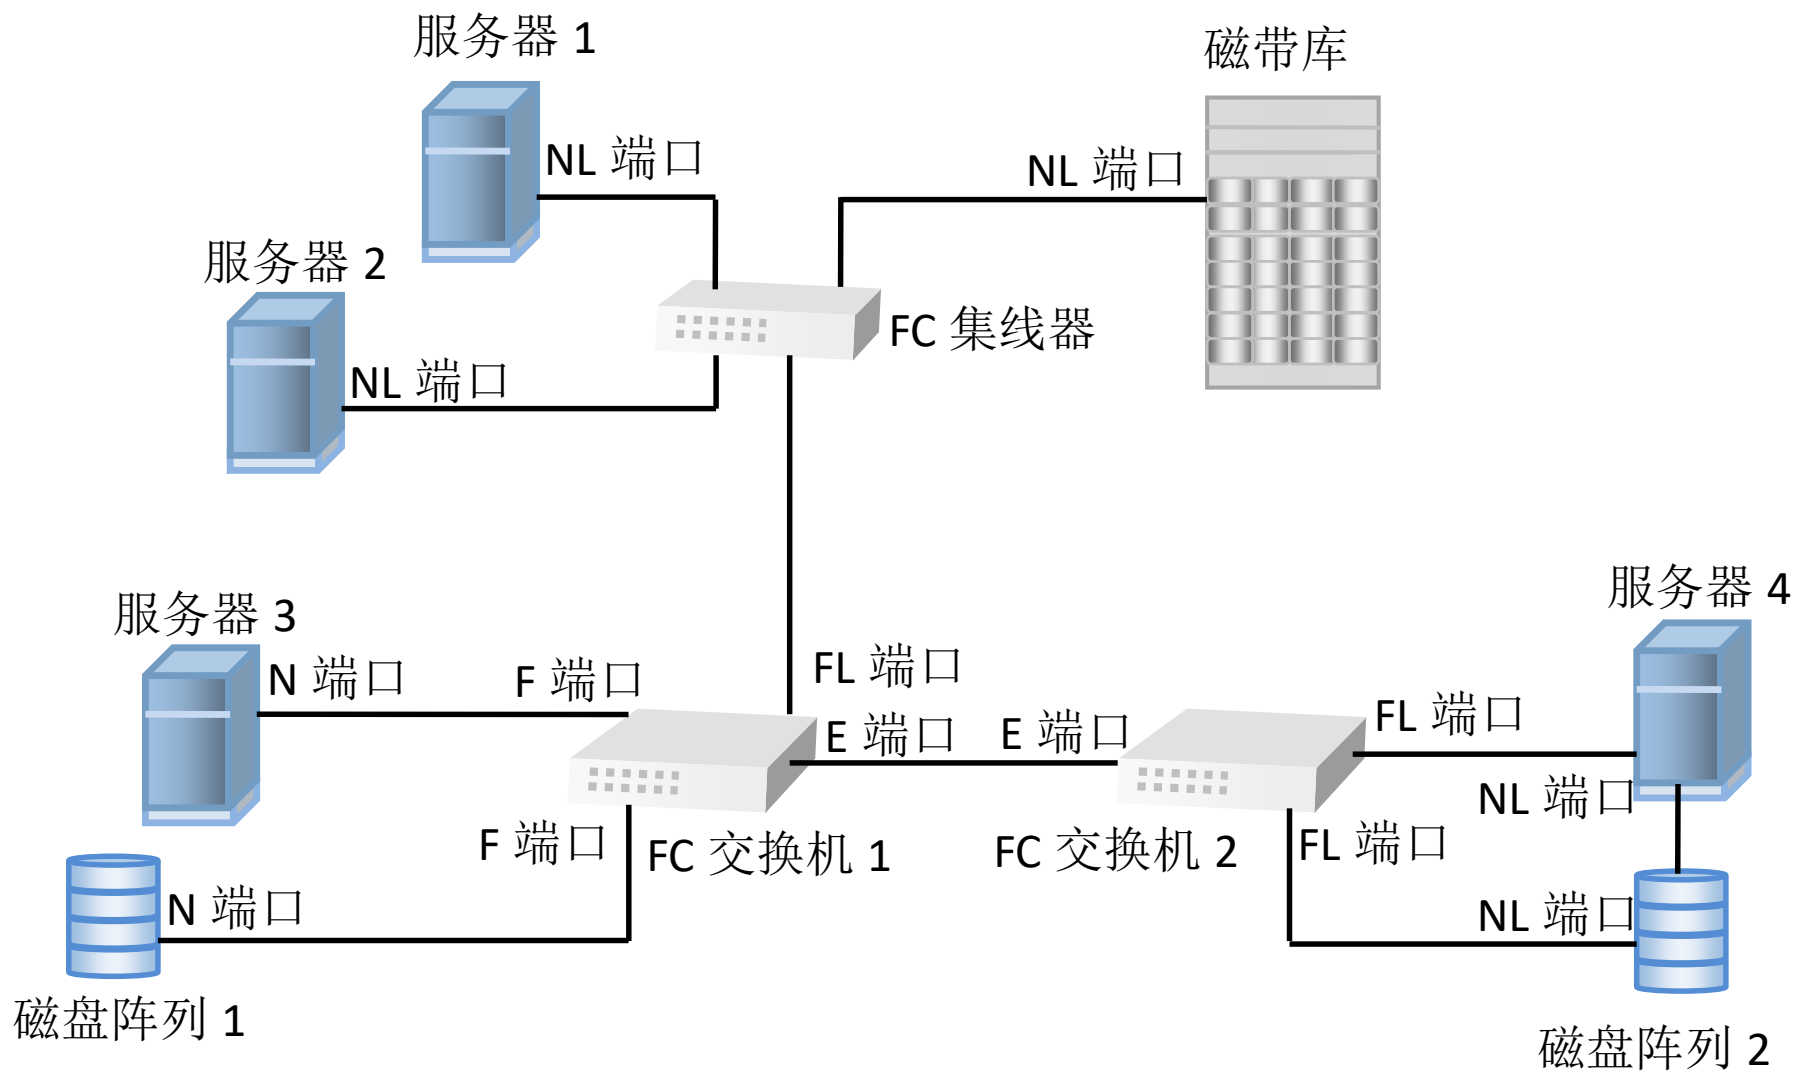 服务器 1
磁带库
NL 端口
NL 端口
服务器 2
FC 集线器
NL 端口
服务器 3
服务器 4
N 端口
F 端口
FL 端口
E 端口
E 端口
FL 端口
NL 端口
F 端口
FC 交换机 1
FC 交换机 2
FL 端口
N 端口
NL 端口
磁盘阵列 1
磁盘阵列 2